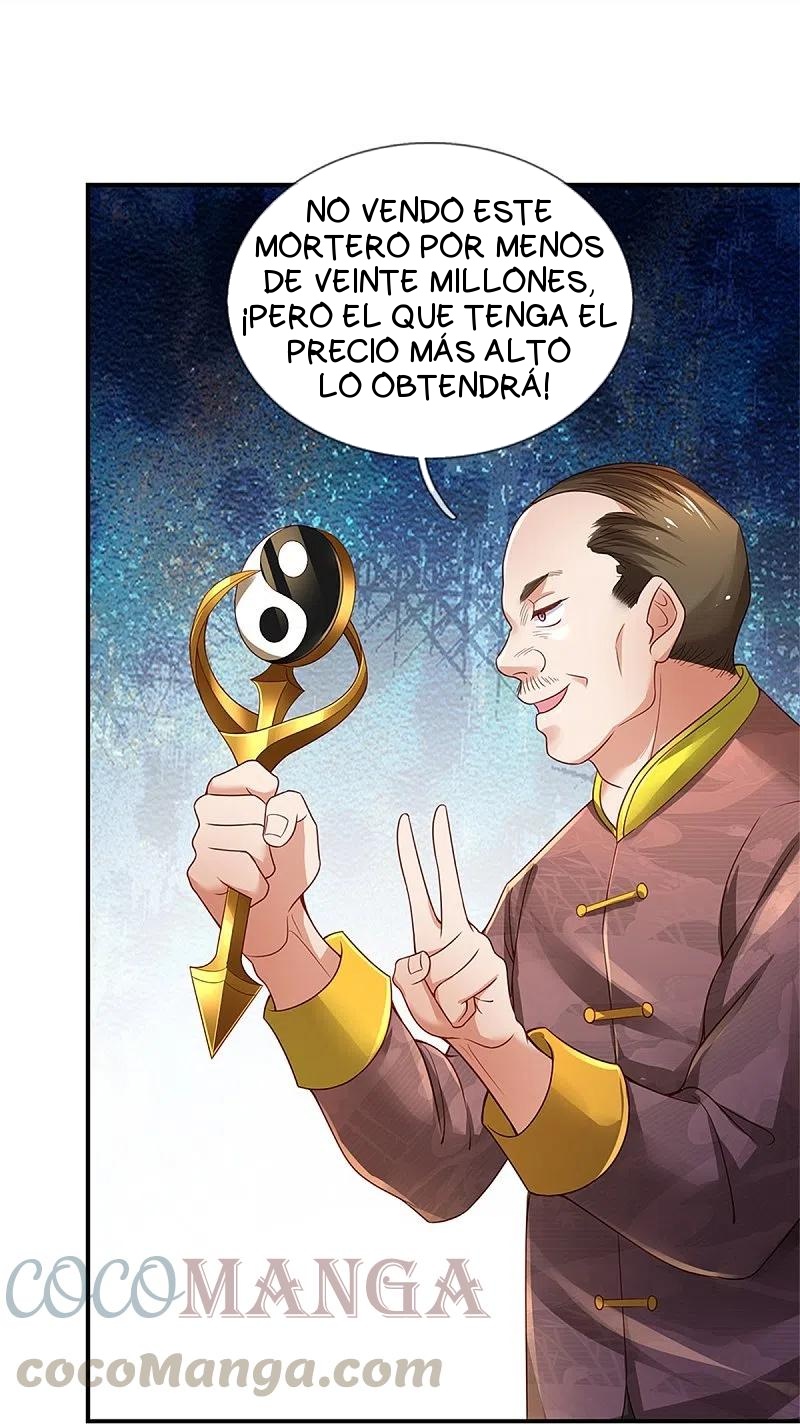 NO VENDO ESTE
MORTERO POR MENOS
DE VEINTE MILLONES,
¡PERO EL QUE TENGA EL
PRECIO MÁS ALTO
LO OBTENDRÁ!
COCOMANGA
cocoManga.com